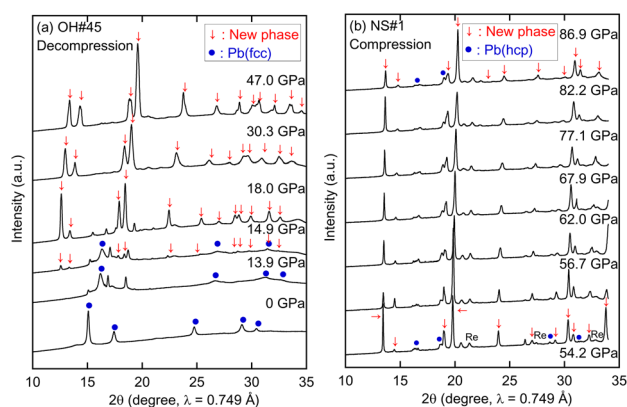 (a) OH#45
Decompression
↓ : New phase
● : Pb(fcc)
47.0 GPa
30.3 GPa
18.0 GPa
14.9 GPa
13.9 GPa
0 GPa
Intensity (a.u.)
10 15 20 25 30 35
2θ (degree, λ = 0.749 Å)
(b) NS#1
Compression
↓ : New phase
● : Pb(hcp)
86.9 GPa
82.2 GPa
77.1 GPa
67.9 GPa
62.0 GPa
56.7 GPa
Re Re Re
54.2 GPa
Intensity (a.u.)
10 15 20 25 30 35
2θ (degree, λ = 0.749 Å)